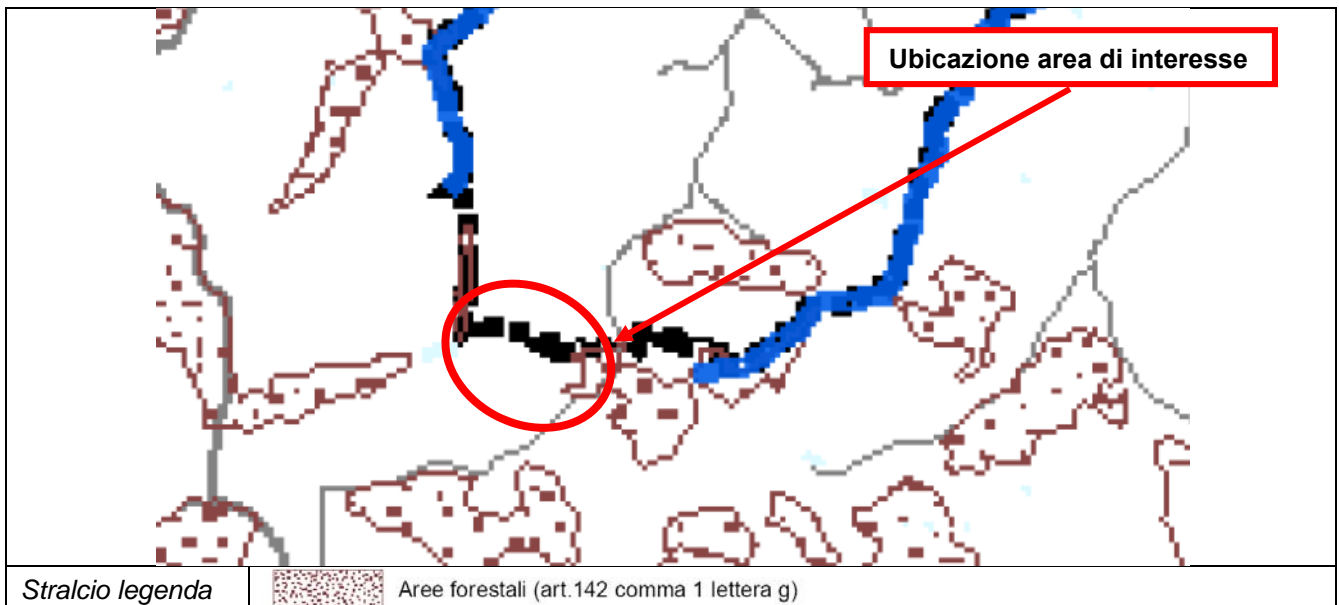 Ubicazione area di interesse
Stralcio legenda
Aree forestali (art.142 comma 1 lettera g)